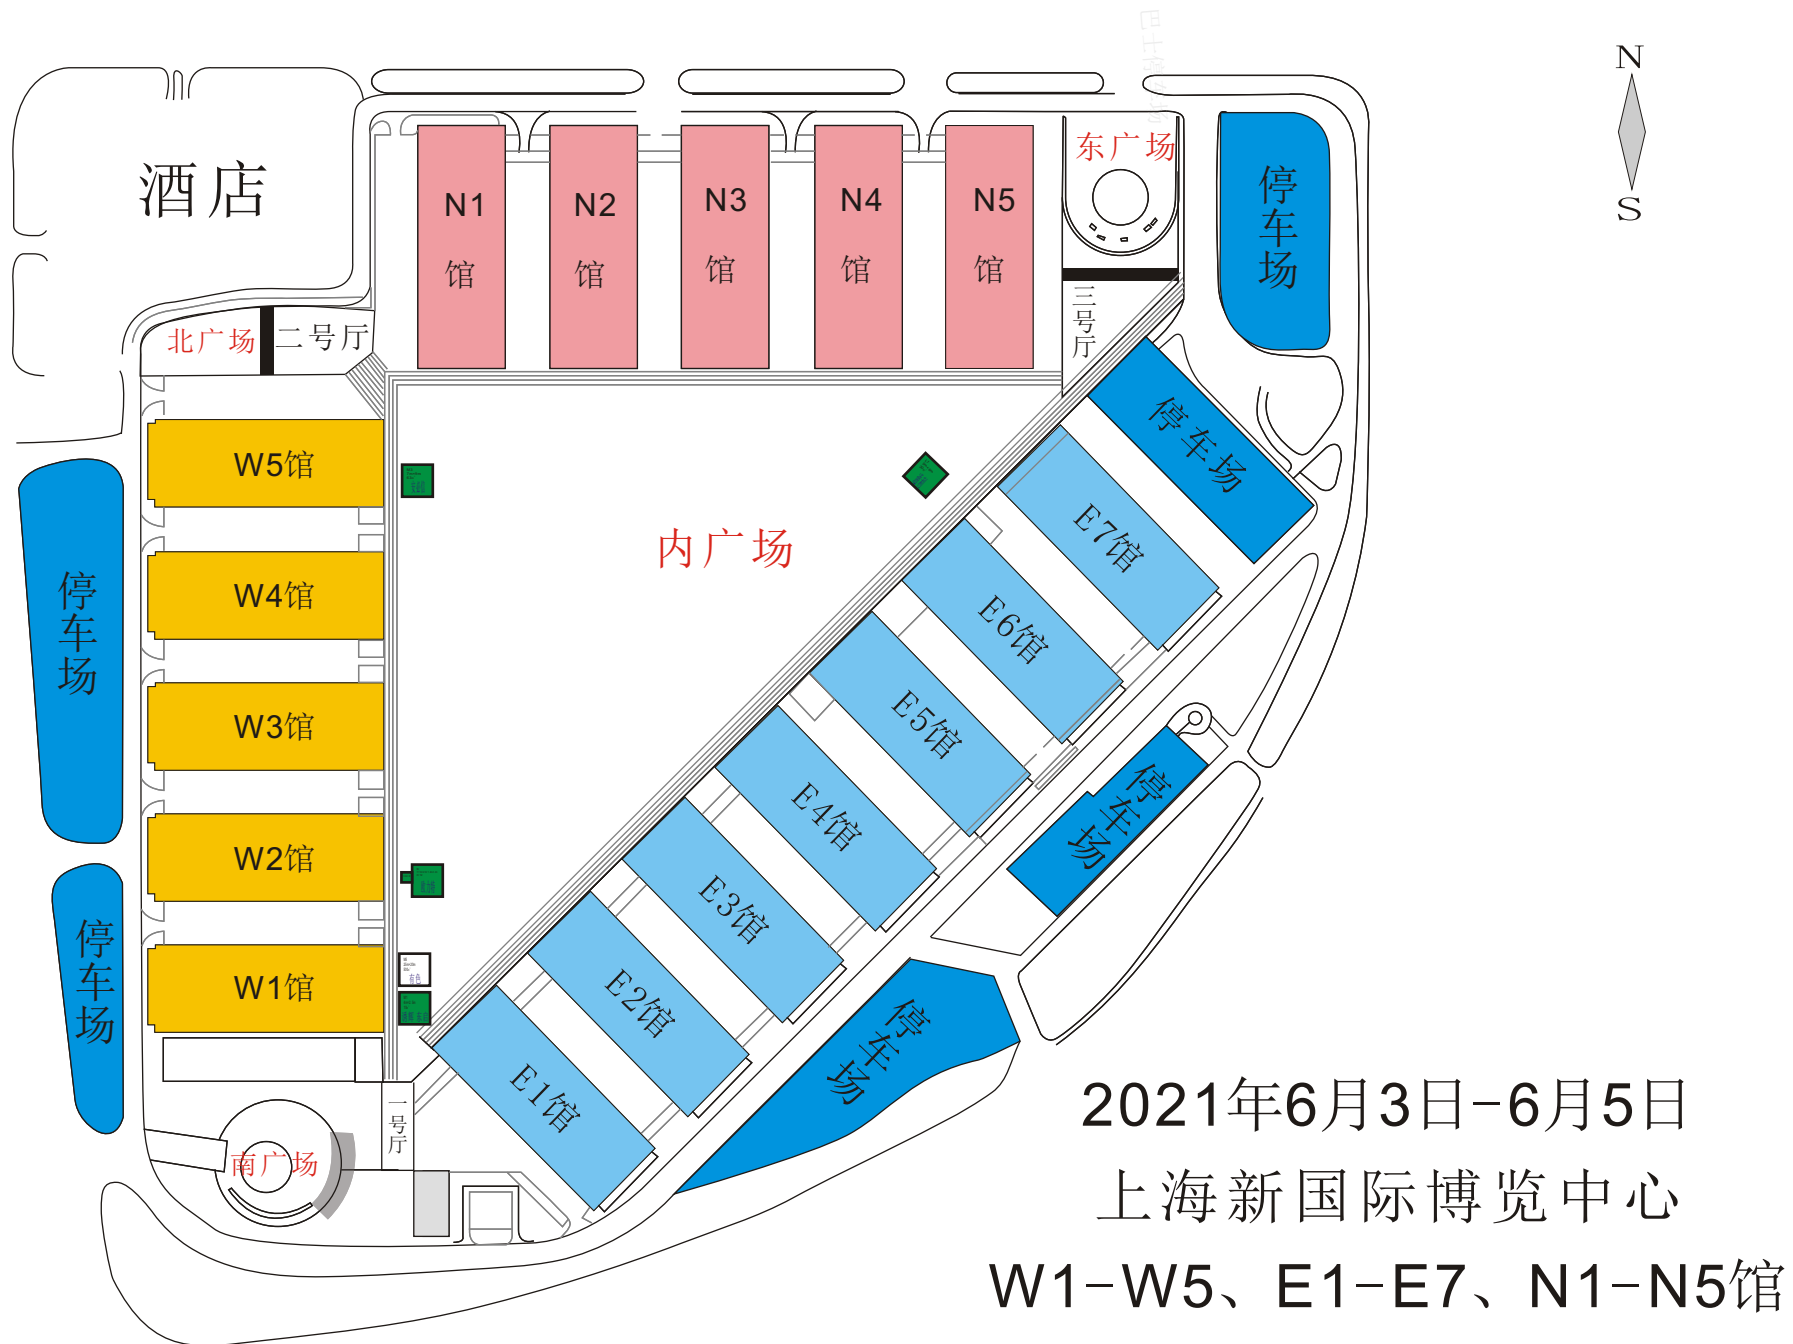 N
S
酒店
N1
馆
N2
馆
N3
馆
N4
馆
N5
馆
东广场
停车场
北广场
二号厅
三号厅
停车场
W5馆
W4馆
W3馆
W2馆
W1馆
内广场
E7馆
E6馆
E5馆
E4馆
E3馆
E2馆
E1馆
停车场
停车场
停车场
停车场
有色
一号厅
南广场
2021年6月3日-6月5日
上海新国际博览中心
W1-W5、E1-E7、N1-N5馆